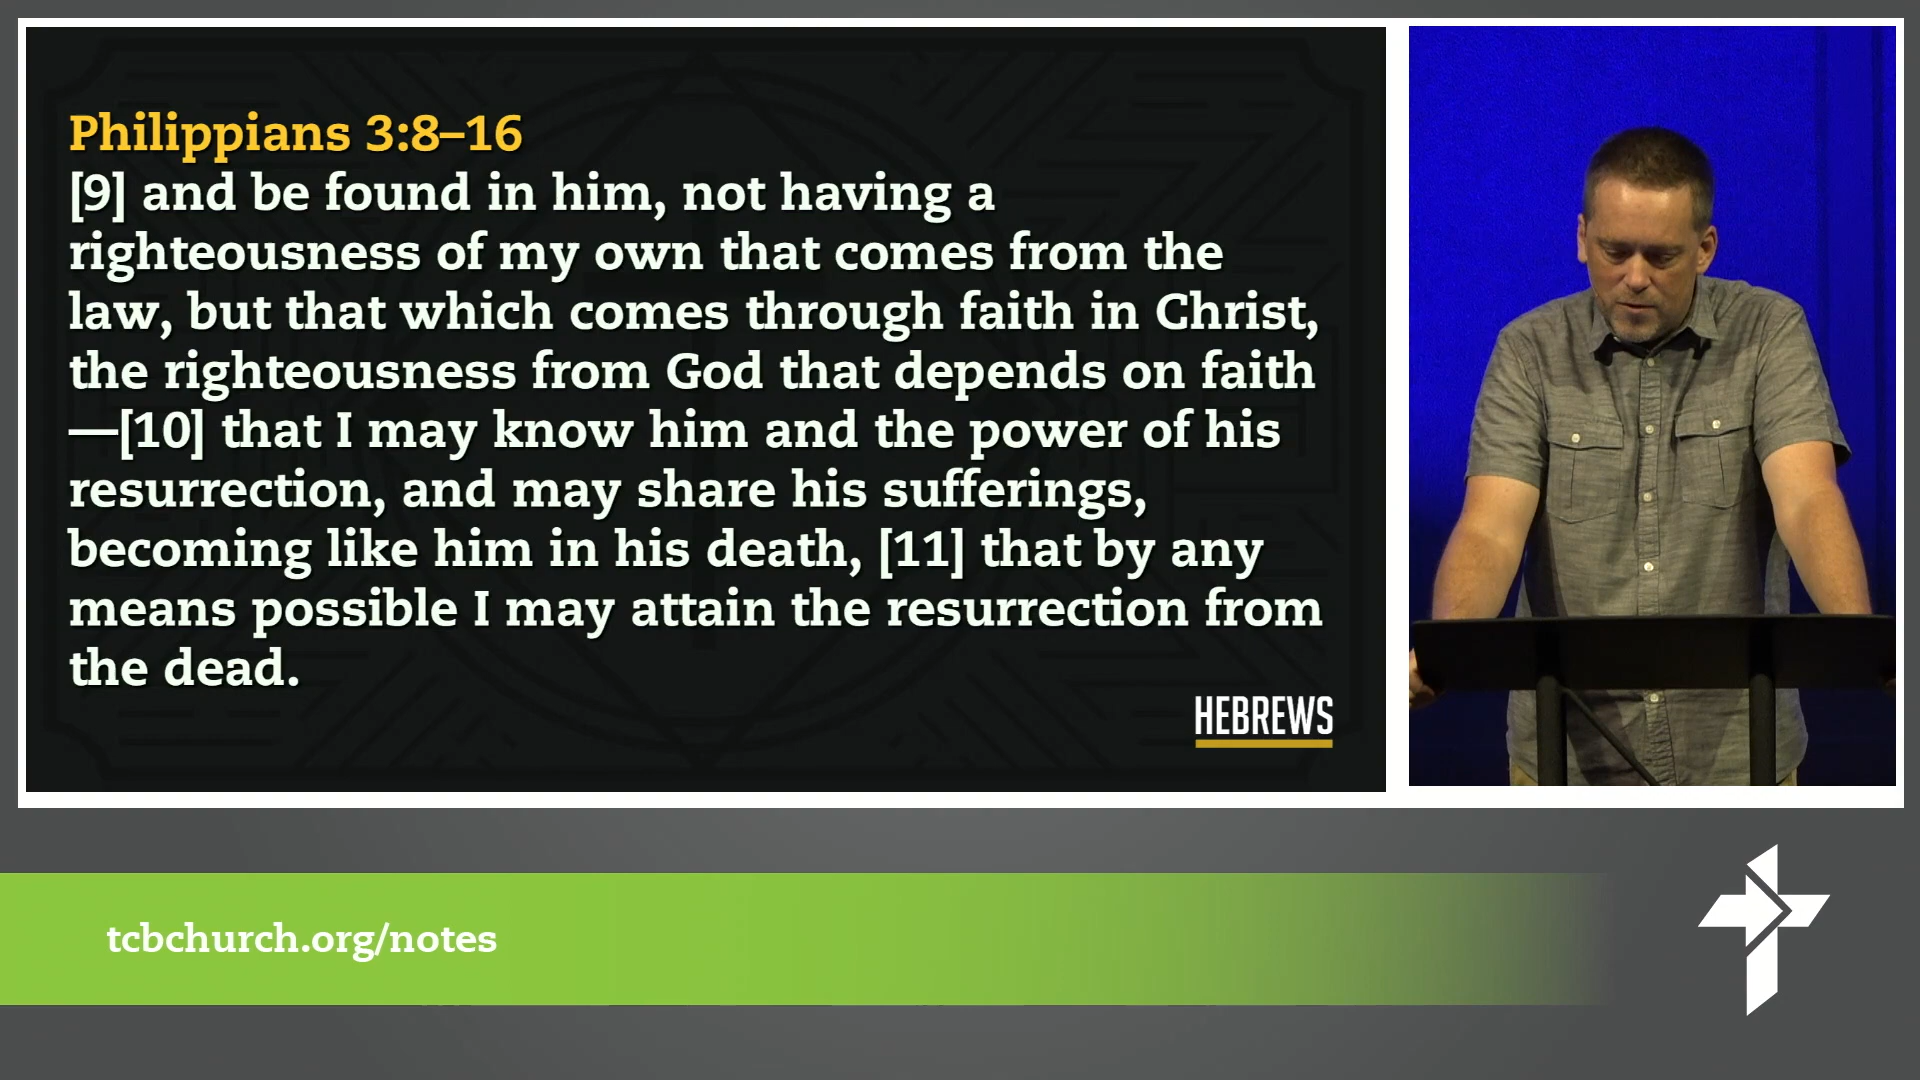 Philippians 3:8–16
[9] and be found in him, not having a
righteousness of my own that comes from the
law, but that which comes through faith in Christ,
the righteousness from God that depends on faith
—[10] that I may know him and the power of his
resurrection, and may share his sufferings,
becoming like him in his death, [11] that by any
means possible I may attain the resurrection from
the dead.
HEBREWS
tcbchurch.org/notes